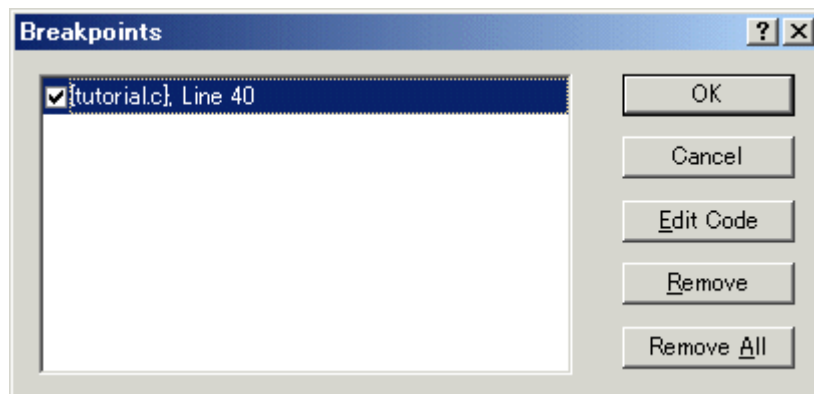 Breakpoints
{tutorial.c}, Line 40
OK
Cancel
Edit Code
Remove
Remove All